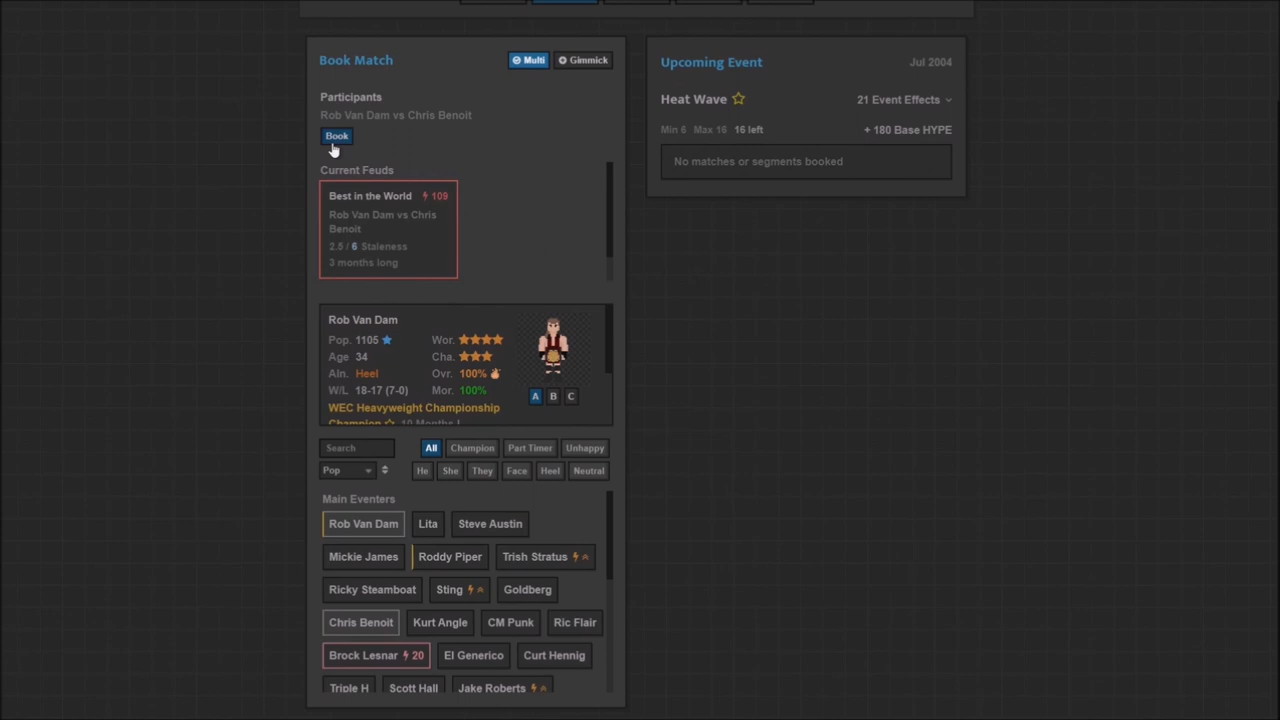 Book Match
Multi
Gimmick
Participants
Rob Van Dam vs Chris Benoit
Book
Current Feuds
Best in the World 109
Rob Van Dam vs Chris
Benoit
2.5 / 6 Staleness
3 months long
Rob Van Dam
Pop. 1105 Wor.
Age 34 Cha.
Aln. Heel Ovr. 100%
W/L 18-17 (7-0) Mor. 100%
A B C
WEC Heavyweight Championship
Champion 10 Months !
Search
All Champion Part Timer Unhappy
Pop
He She They Face Heel Neutral
Main Eventers
Rob Van Dam Lita Steve Austin
Mickie James Roddy Piper Trish Stratus
Ricky Steamboat Sting Goldberg
Chris Benoit Kurt Angle CM Punk Ric Flair
Brock Lesnar 20 El Generico Curt Hennig
Triple H Scott Hall Jake Roberts
Upcoming Event Jul 2004
Heat Wave 21 Event Effects
Min 6 Max 16 16 left + 180 Base HYPE
No matches or segments booked